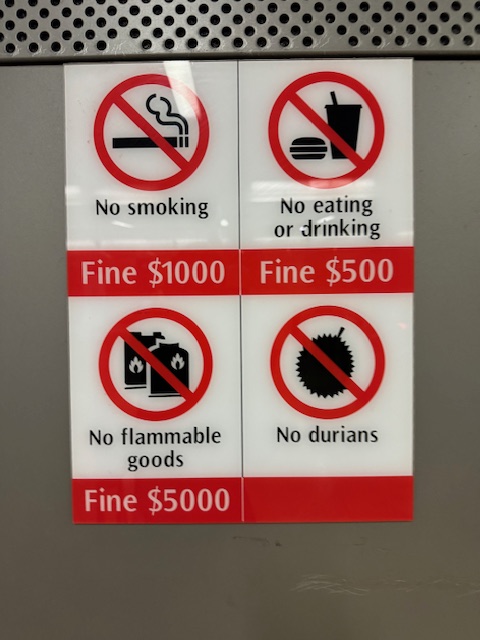 No smoking
Fine $1000
No eating
or drinking
Fine $500
No flammable
goods
Fine $5000
No durians